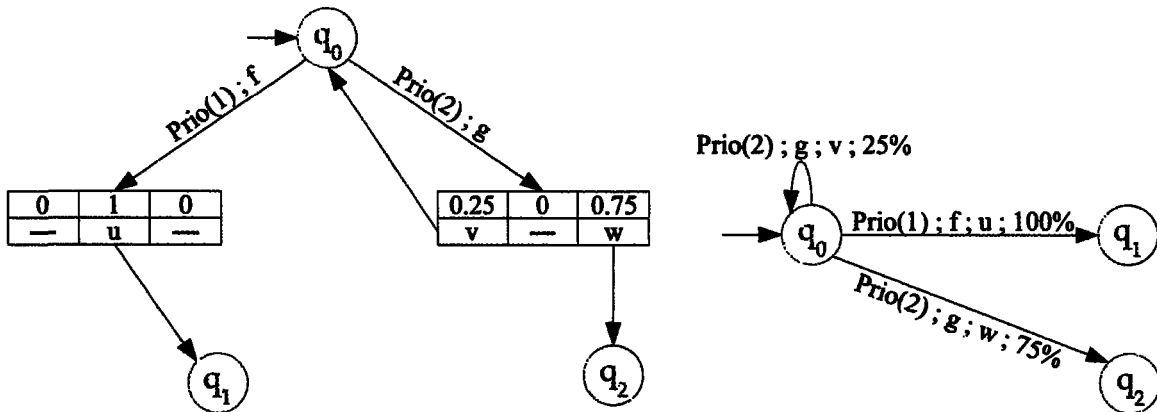 q0
Prio(1) ; f
Prio(2) ; g
0 1 0
— u —
0.25 0 0.75
v — w
q1
q2
Prio(2) ; g ; v ; 25%
q0
Prio(1) ; f ; u ; 100%
q1
Prio(2) ; g ; w ; 75%
q2